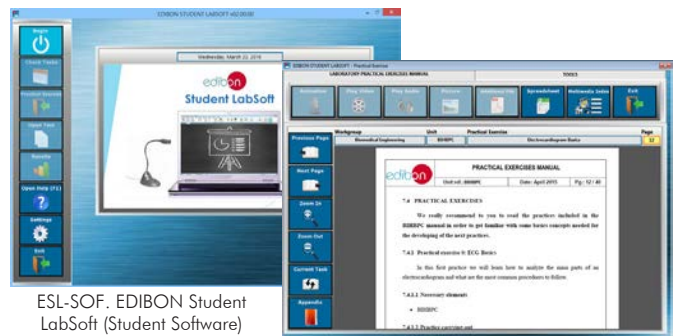 EDIBON STUDENT LABSOFT v02.00.00
Begin
Check Tasks
Practical Sessions
Open Test
Results
Open Help (F1)
Settings
Exit
Wednesday, March 23, 2016
edibon
Student LabSoft
ESL-SOF. EDIBON Student
LabSoft (Student Software)
EDIBON STUDENT LABSOFT - Practical Exercise
LABORATORY PRACTICAL EXERCISES MANUAL
TOOLS
Animation
Play Video
Play Audio
Picture
Additional File
Spreadsheet
Multimedia Index
Exit
Workgroup
Unit
Practical Exercise
Page
Biomedical Engineering
BIHBPC
Electrocardiogram Basics
12
Previous Page
Next Page
Zoom In
Zoom Out
Current Task
Appendix
edibon
PRACTICAL EXERCISES MANUAL
Unit ref.: BIHBPC
Date: April 2015
Pg.: 12 / 40
7.4 PRACTICAL EXERCISES
We really recommend to you to read the practices included in the
BIHBPC manual in order to get familiar with some basics concepts needed for
the developing of the next practices.
7.4.1 Practical exercise 9: ECG Basics
In this first practice we will learn how to analyze the main parts of an
electrocardiogram and what are the most common procedures to follow.
7.4.1.1 Necessary elements
• BIHBPC